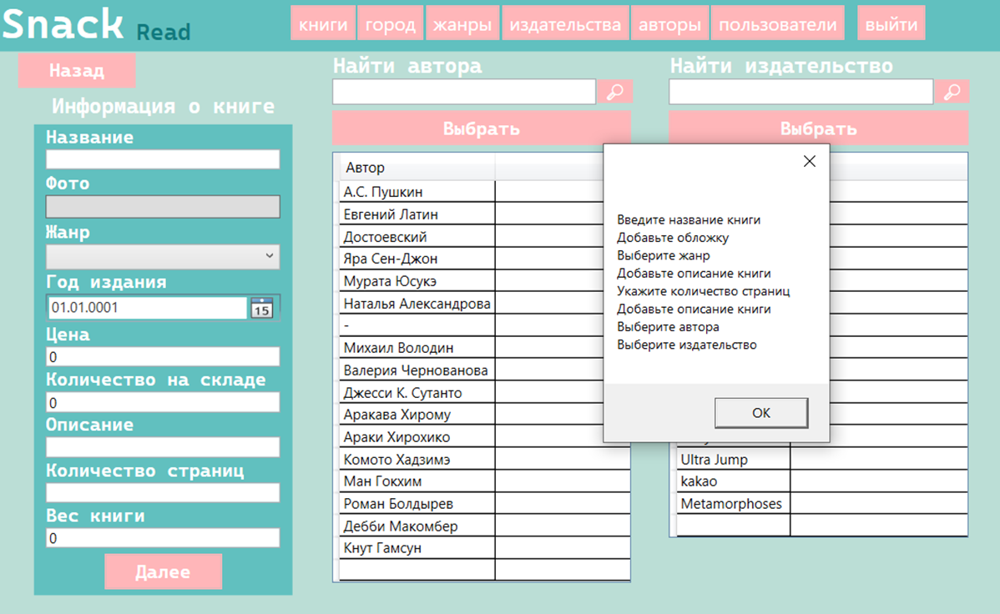 Snack Read
книги город жанры издательства авторы пользователи выйти
Назад
Информация о книге
Название
Фото
Жанр
Год издания
01.01.0001
15
Цена
0
Количество на складе
0
Описание
Количество страниц
Вес книги
0
Далее
Найти автора
Выбрать
Автор
А.С. Пушкин
Евгений Латин
Достоевский
Яра Сен-Джон
Мурата Юсукэ
Наталья Александрова
-
Михаил Володин
Валерия Чернованова
Джесси К. Сутанто
Аракава Хирому
Араки Хирохико
Комото Хадзимэ
Ман Гокхим
Роман Болдырев
Дебби Макомбер
Кнут Гамсун
Найти издательство
Выбрать
Введите название книги
Добавьте обложку
Выберите жанр
Добавьте описание книги
Укажите количество страниц
Добавьте описание книги
Выберите автора
Выберите издательство
OK
Ultra Jump
kakao
Metamorphoses